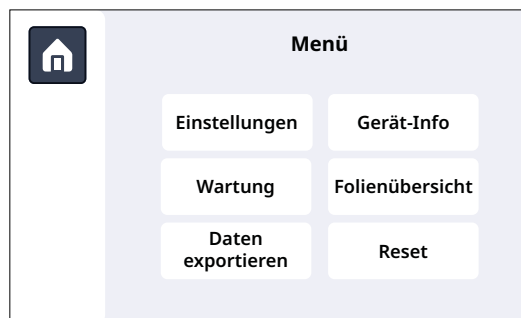 Menü
Einstellungen
Gerät-Info
Wartung
Folienübersicht
Daten
exportieren
Reset